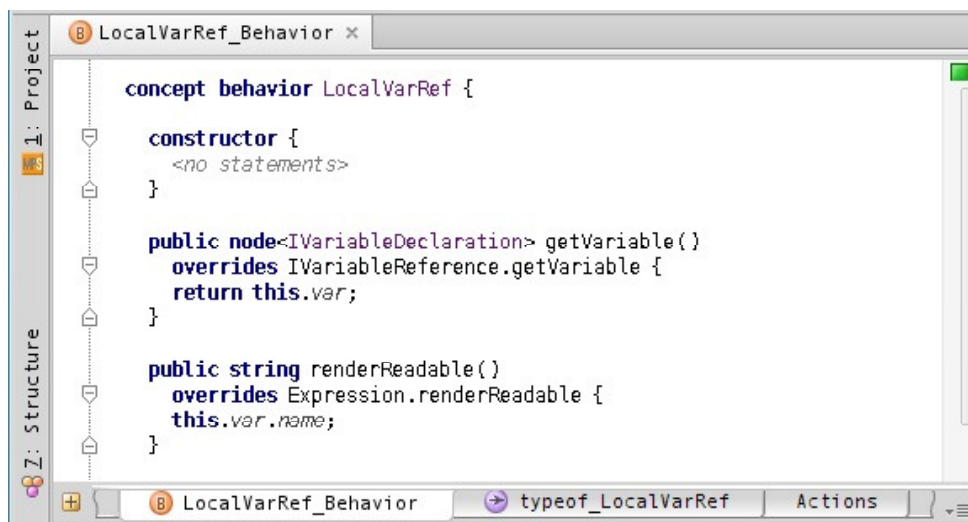 LocalVarRef_Behavior
1: Project
concept behavior LocalVarRef {
constructor {
<no statements>
}
public node<IVariableDeclaration> getVariable()
overrides IVariableReference.getVariable {
return this.var;
}
public string renderReadable()
overrides Expression.renderReadable {
this.var.name;
}
7: Structure
LocalVarRef_Behavior
typeof_LocalVarRef
Actions